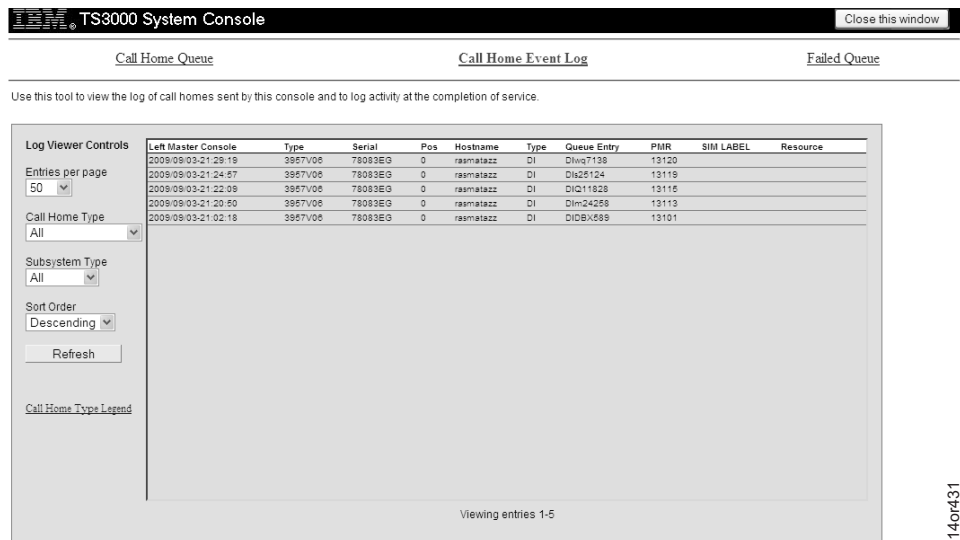 IBM® TS3000 System Console Close this window
Call Home Queue Call Home Event Log Failed Queue
Use this tool to view the log of call homes sent by this console and to log activity at the completion of service.
Log Viewer Controls
Entries per page
50
Call Home Type
All
Subsystem Type
All
Sort Order
Descending
Refresh
Call Home Type Legend
Left Master Console Type Serial Pos Hostname Type Queue Entry PMR SIM LABEL Resource
2009/09/03-21:29:19 3957V06 78083EG 0 rasmatazz DI DIwq7138 13120
2009/09/03-21:24:57 3957V06 78083EG 0 rasmatazz DI DIs25124 13119
2009/09/03-21:22:09 3957V06 78083EG 0 rasmatazz DI DIQ11828 13115
2009/09/03-21:20:50 3957V06 78083EG 0 rasmatazz DI DIm24258 13113
2009/09/03-21:02:18 3957V06 78083EG 0 rasmatazz DI DIDBX589 13101
Viewing entries 1-5
14or431